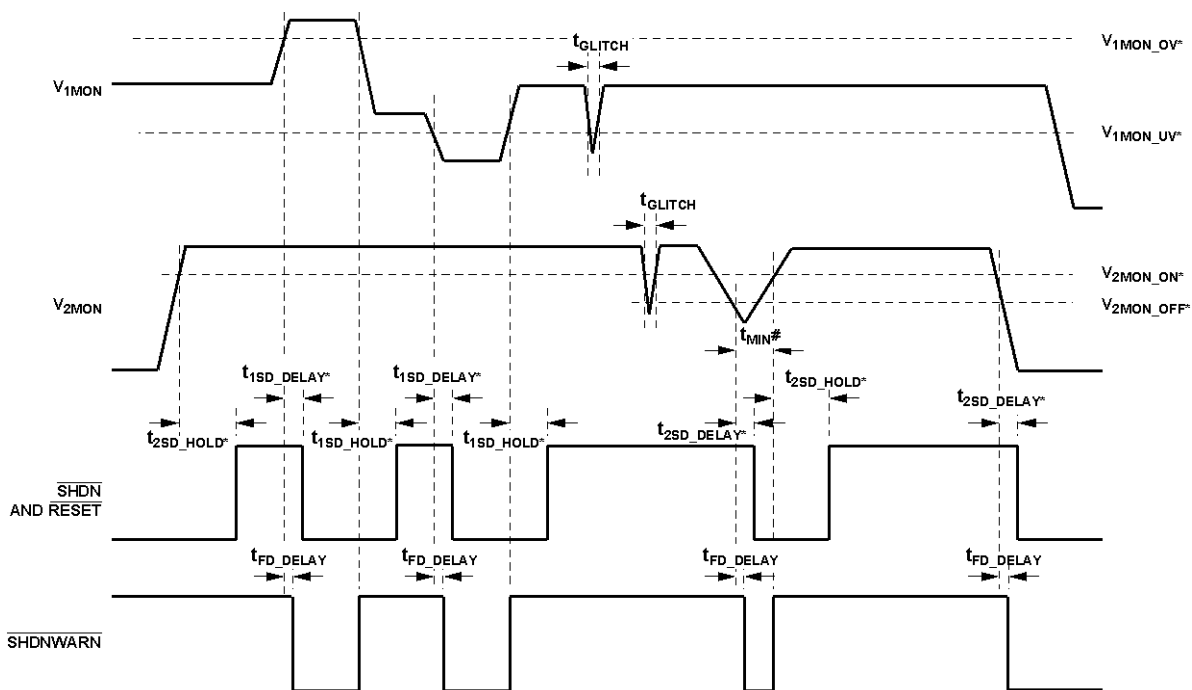 tGLITCH
V1MON_OV*
V1MON
V1MON_UV*
tGLITCH
V2MON_ON*
V2MON
V2MON_OFF*
tMIN#
t1SD_DELAY* t1SD_DELAY* t2SD_HOLD* t2SD_DELAY*
t2SD_HOLD* t1SD_HOLD* t1SD_HOLD* t2SD_DELAY*
SHDN
AND RESET
tFD_DELAY tFD_DELAY tFD_DELAY tFD_DELAY
SHDNWARN